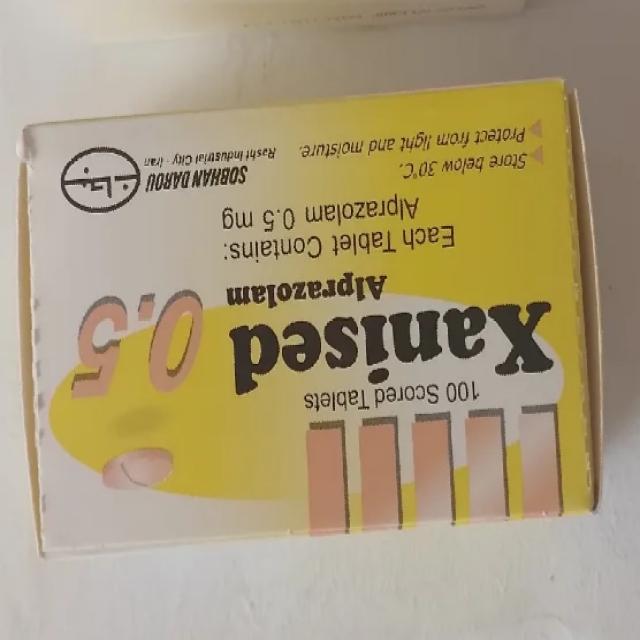 100 Scored Tablets
Xanised 0.5
Alprazolam
Each Tablet Contains:
Alprazolam 0.5 mg
Store below 30°C.
Protect from light and moisture.
SOBHAN DAROU
Rasht Industrial City - Iran